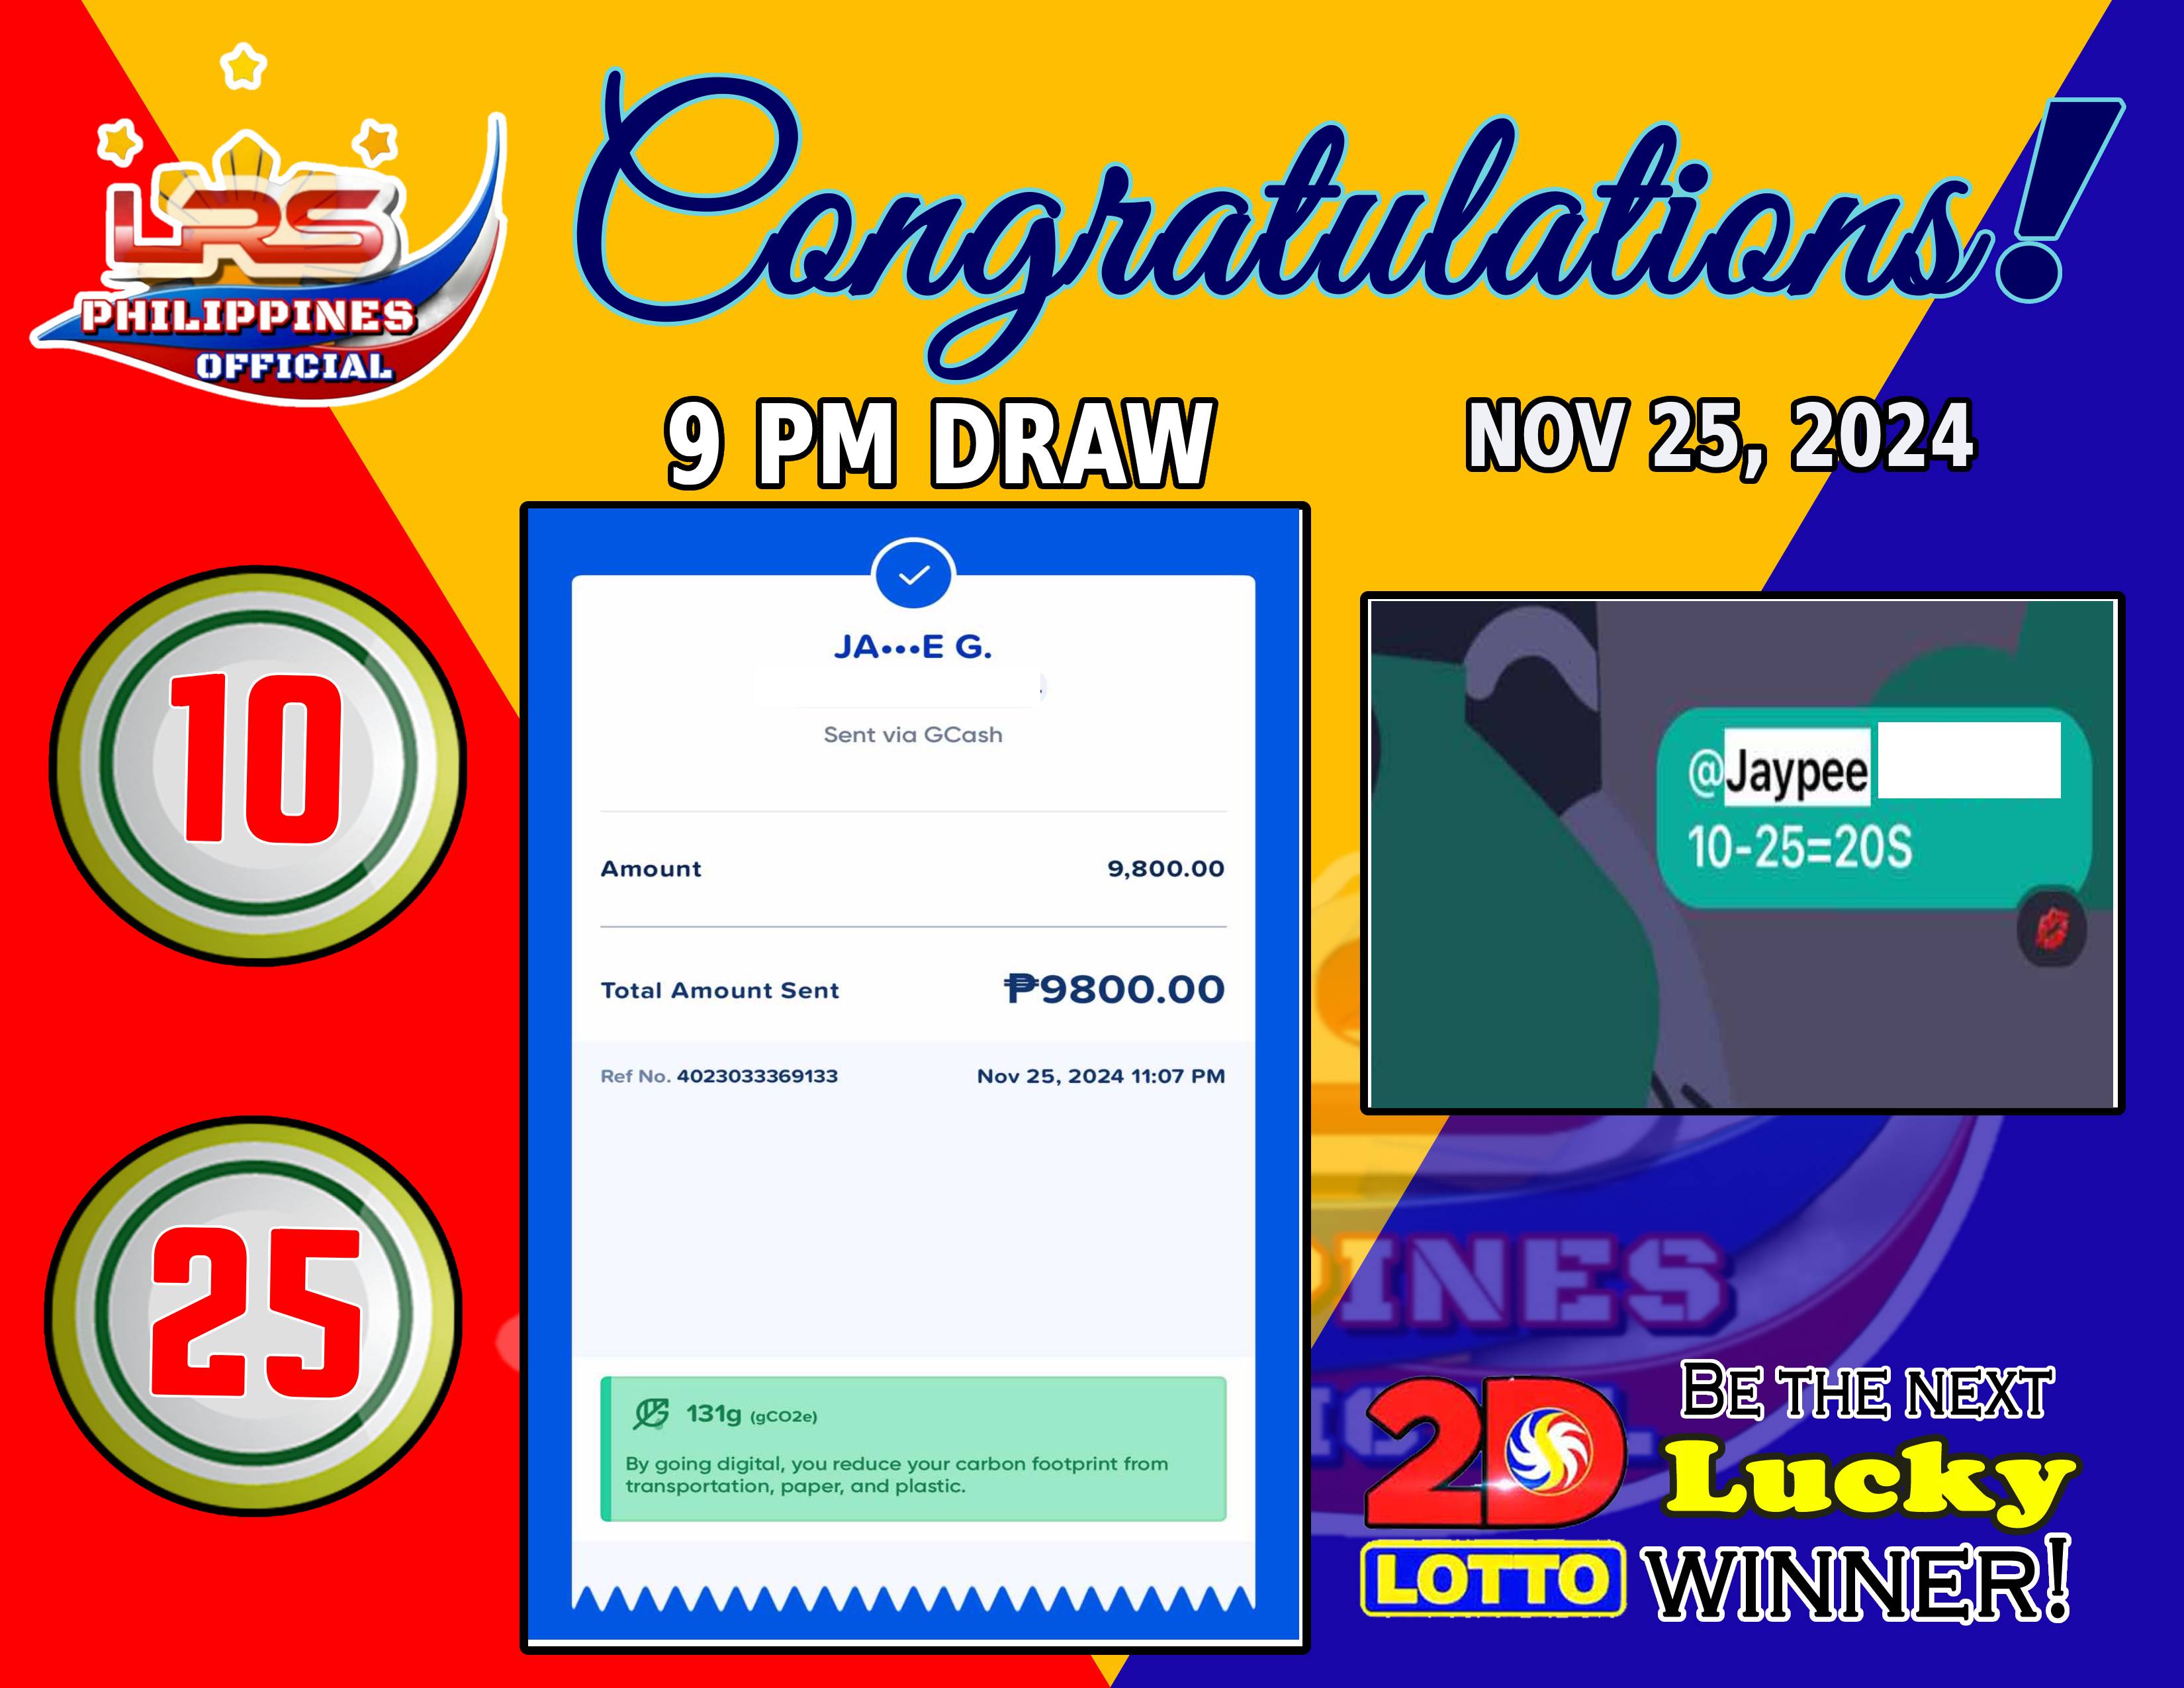 LRS
PHILIPPINES
OFFICIAL
Congratulations!
9 PM DRAW
NOV 25, 2024
10
25
JA•••E G.
Sent via GCash
Amount 9,800.00
Total Amount Sent ₱9800.00
Ref No. 4023033369133 Nov 25, 2024 11:07 PM
131g (gCO2e)
By going digital, you reduce your carbon footprint from
transportation, paper, and plastic.
@Jaypee
10-25=20S
PINES
2D
LOTTO
BE THE NEXT
Lucky
WINNER!